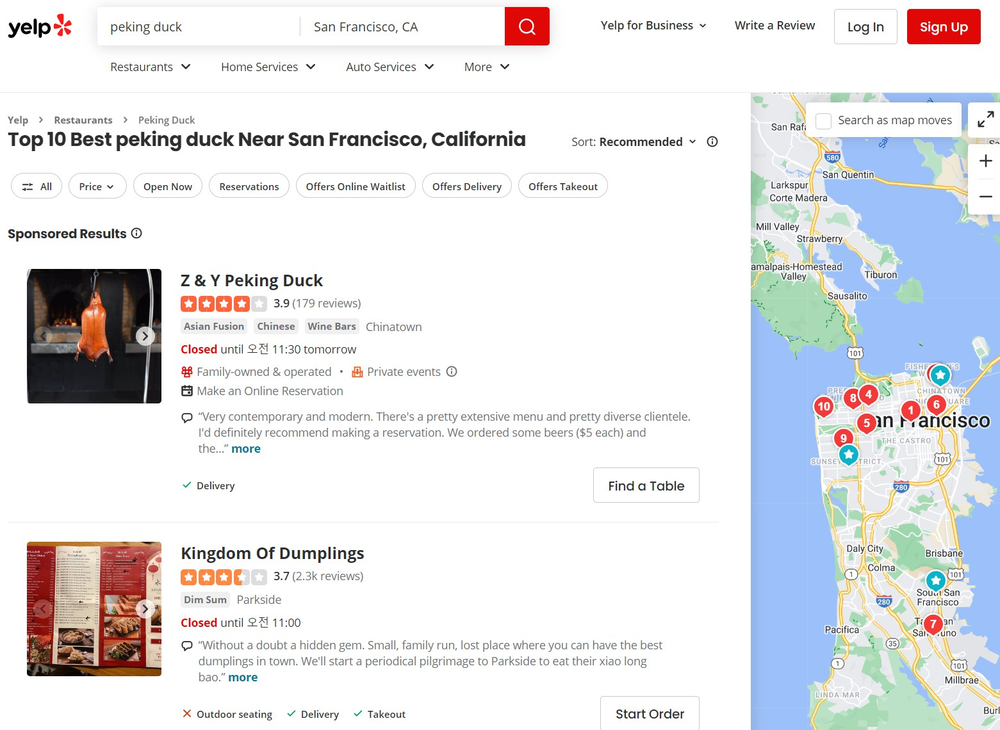 yelp
peking duck
San Francisco, CA
Yelp for Business
Write a Review
Log In
Sign Up
Restaurants
Home Services
Auto Services
More
Yelp > Restaurants > Peking Duck
Top 10 Best peking duck Near San Francisco, California
Sort: Recommended
All
Price
Open Now
Reservations
Offers Online Waitlist
Offers Delivery
Offers Takeout
Sponsored Results
Z & Y Peking Duck
3.9 (179 reviews)
Asian Fusion Chinese Wine Bars Chinatown
Closed until 오전 11:30 tomorrow
Family-owned & operated • Private events
Make an Online Reservation
“Very contemporary and modern. There's a pretty extensive menu and pretty diverse clientele.
I'd definitely recommend making a reservation. We ordered some beers ($5 each) and
the...” more
Delivery
Find a Table
Kingdom Of Dumplings
3.7 (2.3k reviews)
Dim Sum Parkside
Closed until 오전 11:00
“Without a doubt a hidden gem. Small, family run, lost place where you can have the best
dumplings in town. We'll start a periodical pilgrimage to Parkside to eat their xiao long
bao.” more
Outdoor seating
Delivery
Takeout
Start Order
Search as map moves
San Rafa
580
San Quentin
Larkspur
Corte Madera
Mill Valley
Strawberry
amalpais-Homestead
Valley
Tiburon
Sausalito
101
CHINATOWN
8
4
10
1
6
5
an Francisco
9
THE CASTRO
101
280
Daly City
Brisbane
Colma
1
101
South San
Francisco
280
7
Pacifica
35
1
101
Millbrae
LINDA MAR
Burl